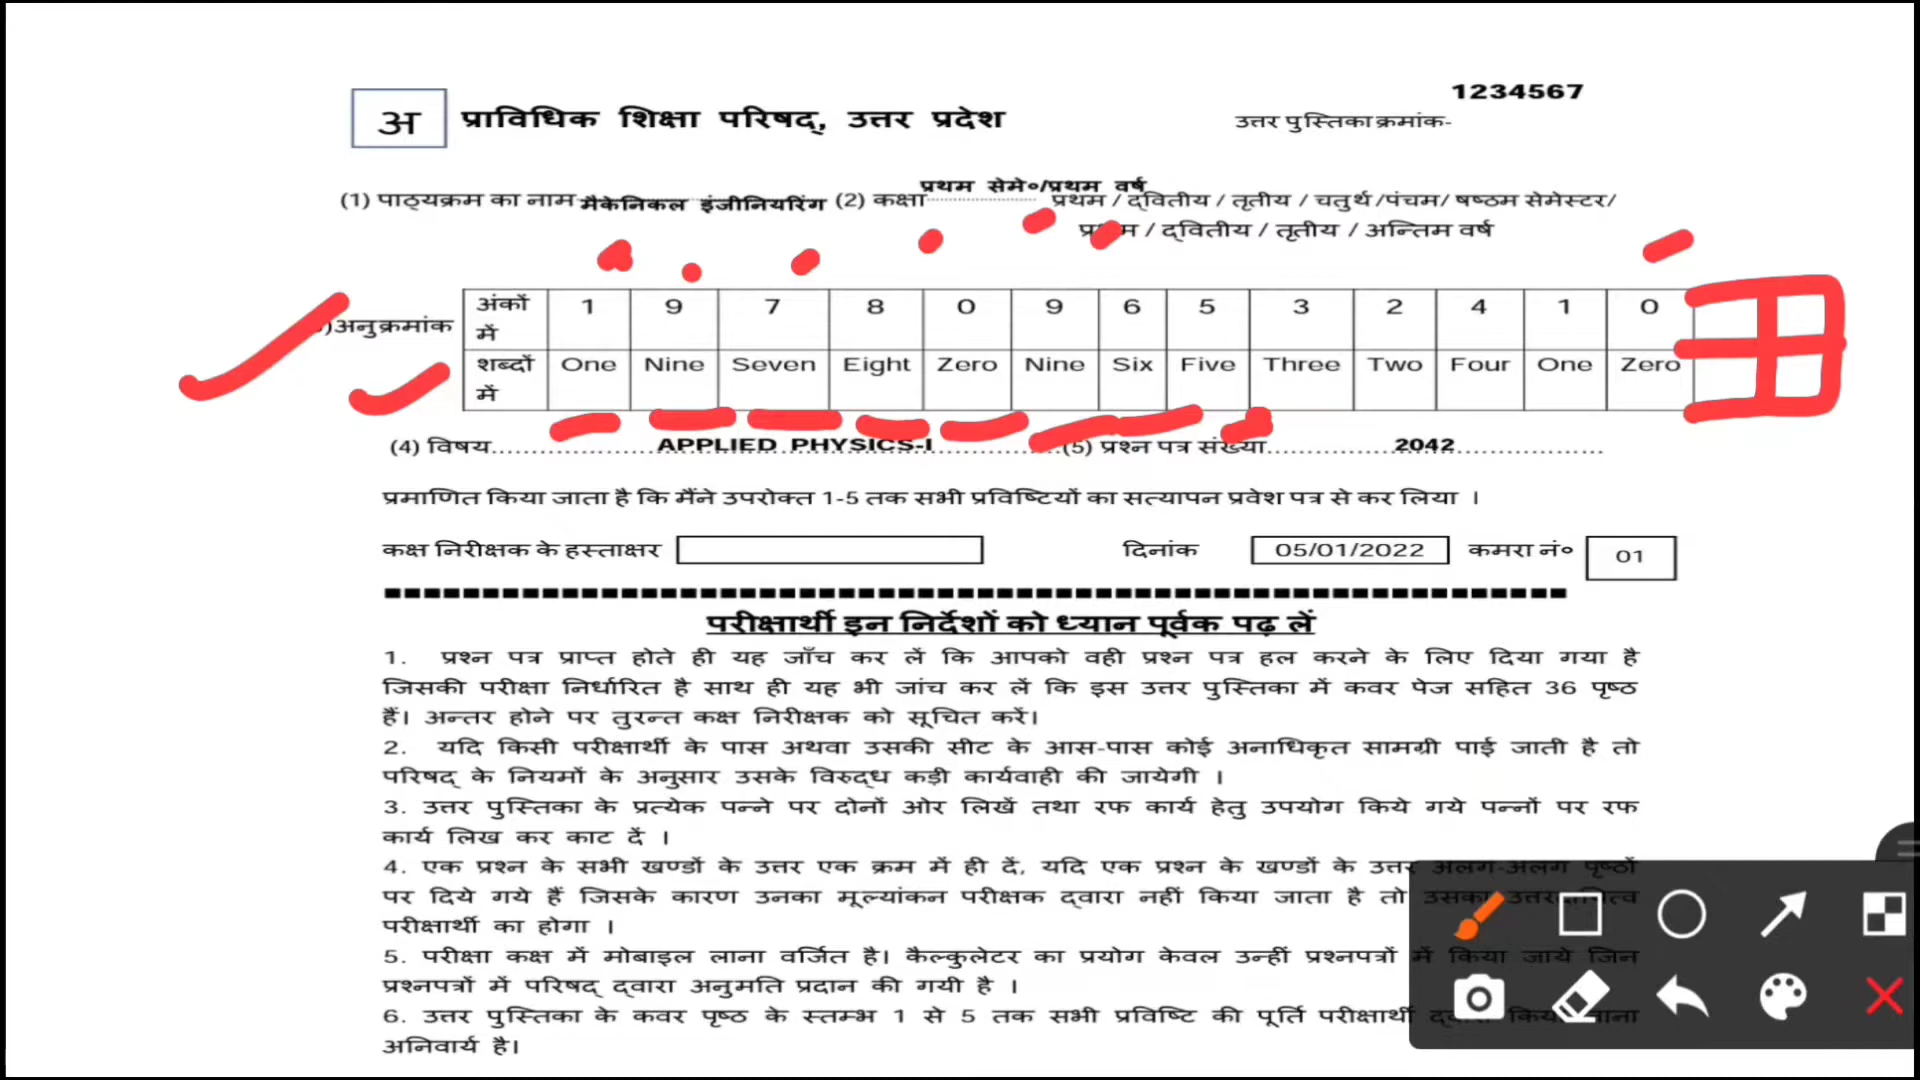 1234567
अ प्राविधिक शिक्षा परिषद्, उत्तर प्रदेश उत्तर पुस्तिका क्रमांक-
प्रथम सेमे०/प्रथम वर्ष
(1) पाठ्यक्रम का नाम मैकेनिकल इंजीनियरिंग (2) कक्षा............... प्रथम / द्वितीय / तृतीय / चतुर्थ /पंचम/ षष्ठम सेमेस्टर/
प्रथम / द्वितीय / तृतीय / अन्तिम वर्ष
)अनुक्रमांक अंकों में 1 9 7 8 0 9 6 5 3 2 4 1 0
शब्दों में One Nine Seven Eight Zero Nine Six Five Three Two Four One Zero
(4) विषय.................... APPLIED PHYSICS-I .................(5) प्रश्न पत्र संख्या................ 2042 ..................
प्रमाणित किया जाता है कि मैंने उपरोक्त 1-5 तक सभी प्रविष्टियों का सत्यापन प्रवेश पत्र से कर लिया ।
कक्ष निरीक्षक के हस्ताक्षर दिनांक 05/01/2022 कमरा नं० 01
परीक्षार्थी इन निर्देशों को ध्यान पूर्वक पढ़ लें
1. प्रश्न पत्र प्राप्त होते ही यह जाँच कर लें कि आपको वही प्रश्न पत्र हल करने के लिए दिया गया है
जिसकी परीक्षा निर्धारित है साथ ही यह भी जांच कर लें कि इस उत्तर पुस्तिका में कवर पेज सहित 36 पृष्ठ
हैं। अन्तर होने पर तुरन्त कक्ष निरीक्षक को सूचित करें।
2. यदि किसी परीक्षार्थी के पास अथवा उसकी सीट के आस-पास कोई अनाधिकृत सामग्री पाई जाती है तो
परिषद् के नियमों के अनुसार उसके विरुद्ध कड़ी कार्यवाही की जायेगी ।
3. उत्तर पुस्तिका के प्रत्येक पन्ने पर दोनों ओर लिखें तथा रफ कार्य हेतु उपयोग किये गये पन्नों पर रफ
कार्य लिख कर काट दें ।
4. एक प्रश्न के सभी खण्डों के उत्तर एक क्रम में ही दें, यदि एक प्रश्न के खण्डों के उत्तर अलग-अलग पृष्ठों
पर दिये गये हैं जिसके कारण उनका मूल्यांकन परीक्षक द्वारा नहीं किया जाता है तो उसका उत्तरदायित्व
परीक्षार्थी का होगा ।
5. परीक्षा कक्ष में मोबाइल लाना वर्जित है। कैल्कुलेटर का प्रयोग केवल उन्हीं प्रश्नपत्रों में किया जाये जिन
प्रश्नपत्रों में परिषद् द्वारा अनुमति प्रदान की गयी है ।
6. उत्तर पुस्तिका के कवर पृष्ठ के स्तम्भ 1 से 5 तक सभी प्रविष्टि की पूर्ति परीक्षार्थी द्वारा किया जाना
अनिवार्य है।